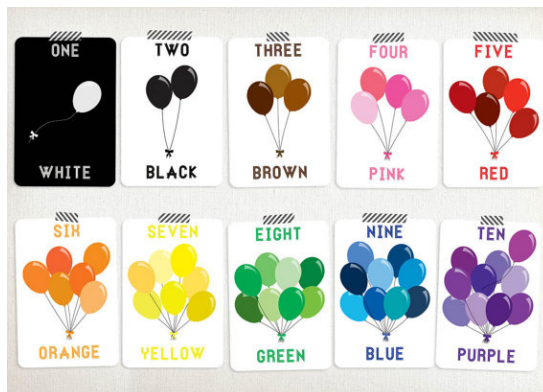 ONE
WHITE
TWO
BLACK
THREE
BROWN
FOUR
PINK
FIVE
RED
SIX
ORANGE
SEVEN
YELLOW
EIGHT
GREEN
NINE
BLUE
TEN
PURPLE